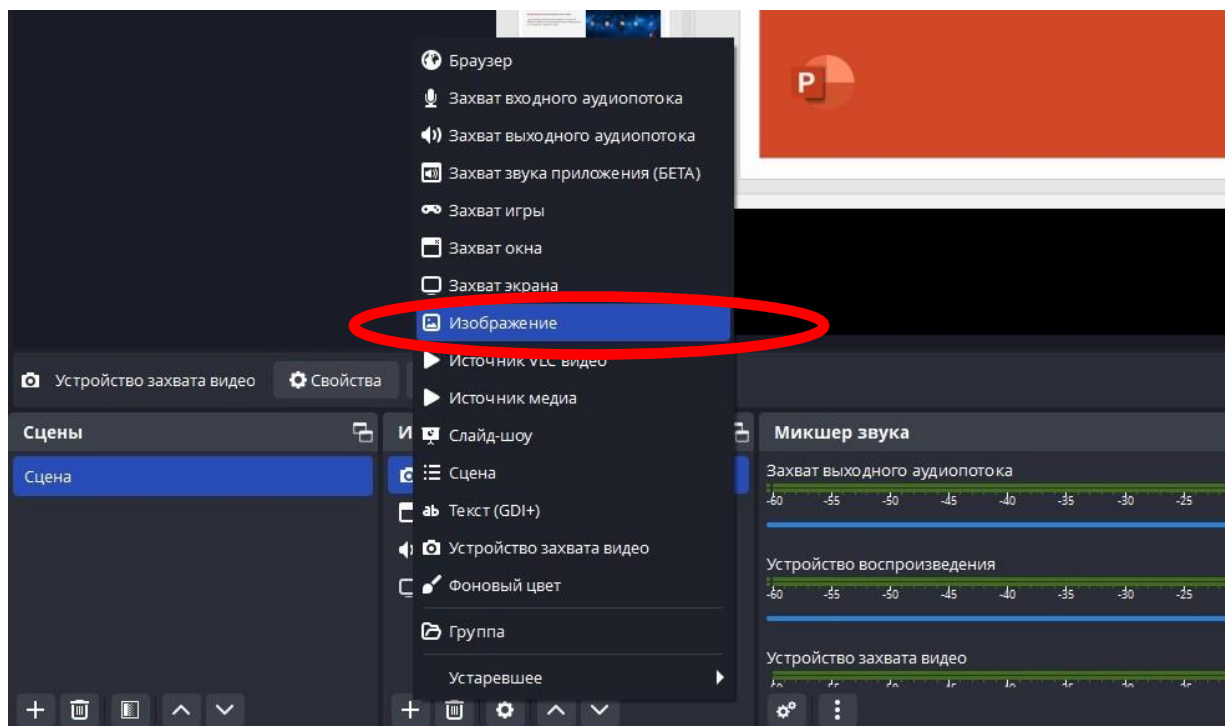 P
Браузер
Захват входного аудиопотока
Захват выходного аудиопотока
Захват звука приложения (БЕТА)
Захват игры
Захват окна
Захват экрана
Изображение
Источник VLC видео
Источник медиа
Слайд-шоу
Сцена
ab Текст (GDI+)
Устройство захвата видео
Фоновый цвет
Группа
Устаревшее
Устройство захвата видео
Свойства
Сцены
И
Микшер звука
Сцена
Захват выходного аудиопотока
-60 -55 -50 -45 -40 -35 -30 -25
Устройство воспроизведения
-60 -55 -50 -45 -40 -35 -30 -25
Устройство захвата видео